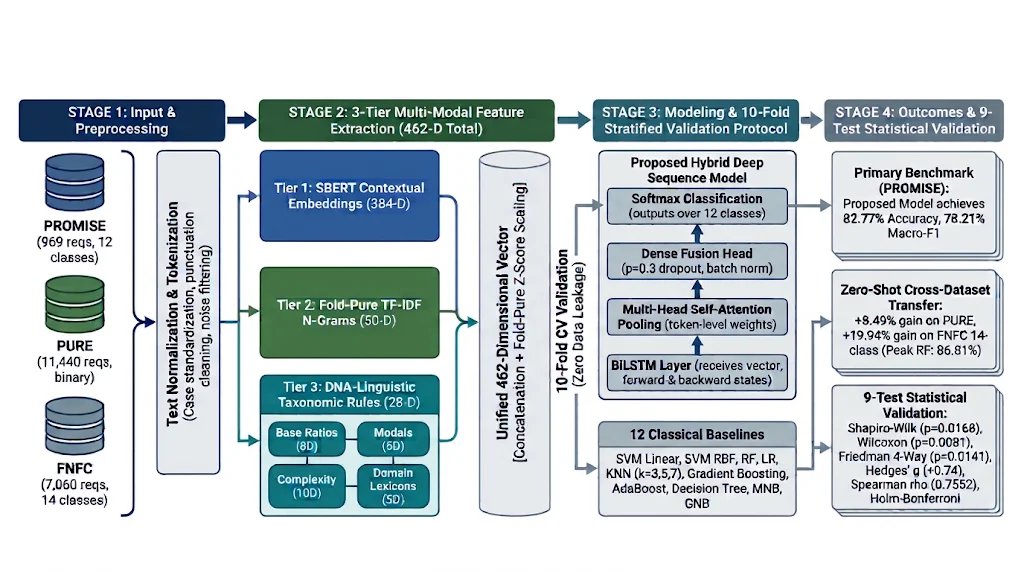 STAGE 1: Input &
Preprocessing
STAGE 2: 3-Tier Multi-Modal Feature
Extraction (462-D Total)
STAGE 3: Modeling & 10-Fold
Stratified Validation Protocol
STAGE 4: Outcomes & 9-
Test Statistical Validation
PROMISE
(969 reqs, 12
classes)
PURE
(11,440 reqs,
binary)
FNFC
(7,060 reqs,
14 classes)
Text Normalization & Tokenization
(Case standardization, punctuation
cleaning, noise filtering)
Tier 1: SBERT Contextual
Embeddings (384-D)
Tier 2: Fold-Pure TF-IDF
N-Grams (50-D)
Tier 3: DNA-Linguistic
Taxonomic Rules (28-D)
Base Ratios
(8D)
Modals
(6D)
Complexity
(10D)
Domain
Lexicons
(5D)
Unified 462-Dimensional Vector
[Concatenation + Fold-Pure Z-Score Scaling]
10-Fold CV Validation
(Zero Data Leakage)
Proposed Hybrid Deep
Sequence Model
Softmax Classification
(outputs over 12 classes)
Dense Fusion Head
(p=0.3 dropout, batch norm)
Multi-Head Self-Attention
Pooling (token-level weights)
BiLSTM Layer (receives vector,
forward & backward states)
12 Classical Baselines
SVM Linear, SVM RBF, RF, LR,
KNN (k=3,5,7), Gradient Boosting,
AdaBoost, Decision Tree, MNB,
GNB
Primary Benchmark
(PROMISE):
Proposed Model achieves
82.77% Accuracy, 78.21%
Macro-F1
Zero-Shot Cross-Dataset
Transfer:
+8.49% gain on PURE,
+19.94% gain on FNFC 14-
class (Peak RF: 86.81%)
9-Test Statistical
Validation:
Shapiro-Wilk (p=0.0168),
Wilcoxon (p=0.0081),
Friedman 4-Way (p=0.0141),
Hedges' g (+0.74),
Spearman rho (0.7552),
Holm-Bonferroni